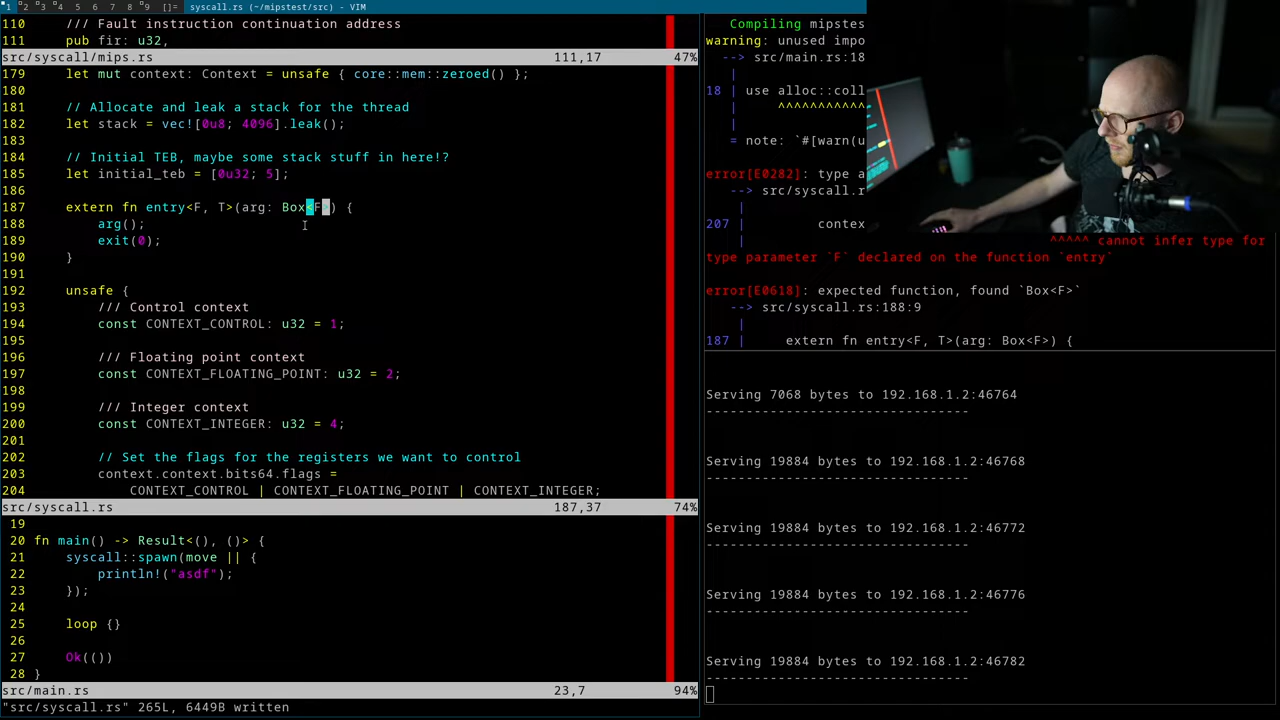 1 2 3 4 5 6 7 8 9 []= syscall.rs (~/mipstest/src) - VIM
110     /// Fault instruction continuation address
111     pub fir: u32,
src/syscall/mips.rs 111,17 47%
179     let mut context: Context = unsafe { core::mem::zeroed() };
180
181     // Allocate and leak a stack for the thread
182     let stack = vec![0u8; 4096].leak();
183
184     // Initial TEB, maybe some stack stuff in here!?
185     let initial_teb = [0u32; 5];
186
187     extern fn entry<F, T>(arg: Box<F>) {
188         arg();
189         exit(0);
190     }
191
192     unsafe {
193         /// Control context
194         const CONTEXT_CONTROL: u32 = 1;
195
196         /// Floating point context
197         const CONTEXT_FLOATING_POINT: u32 = 2;
198
199         /// Integer context
200         const CONTEXT_INTEGER: u32 = 4;
201
202         // Set the flags for the registers we want to control
203         context.context.bits64.flags =
204             CONTEXT_CONTROL | CONTEXT_FLOATING_POINT | CONTEXT_INTEGER;
src/syscall.rs 187,37 74%
19
20 fn main() -> Result<(), ()> {
21     syscall::spawn(move || {
22         println!("asdf");
23     });
24
25     loop {}
26
27     Ok(())
28 }
src/main.rs 23,7 94%
"src/syscall.rs" 265L, 6449B written
Compiling mipstes
warning: unused impo
--> src/main.rs:18
|
18 | use alloc::coll
|     ^^^^^^^^^^^
|
= note: `#[warn(u
error[E0282]: type a
--> src/syscall.r
|
207 |         contex
| ^^^^^ cannot infer type for
type parameter `F` declared on the function `entry`
error[E0618]: expected function, found `Box<F>`
--> src/syscall.rs:188:9
|
187 |     extern fn entry<F, T>(arg: Box<F>) {
Serving 7068 bytes to 192.168.1.2:46764
---------------------------------
Serving 19884 bytes to 192.168.1.2:46768
---------------------------------
Serving 19884 bytes to 192.168.1.2:46772
---------------------------------
Serving 19884 bytes to 192.168.1.2:46776
---------------------------------
Serving 19884 bytes to 192.168.1.2:46782
---------------------------------